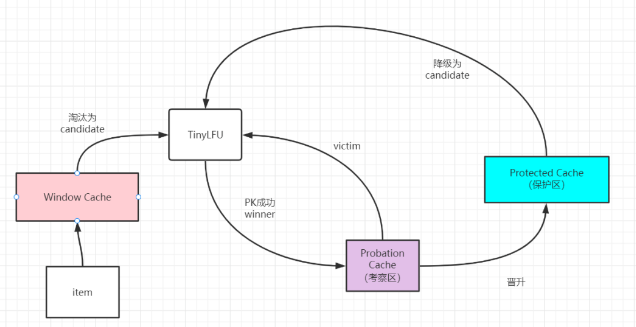 降级为
candidate
淘汰为
candidate
TinyLFU
victim
Window Cache
PK成功
winner
Protected Cache
（保护区）
Probation
Cache
（考察区）
item
晋升